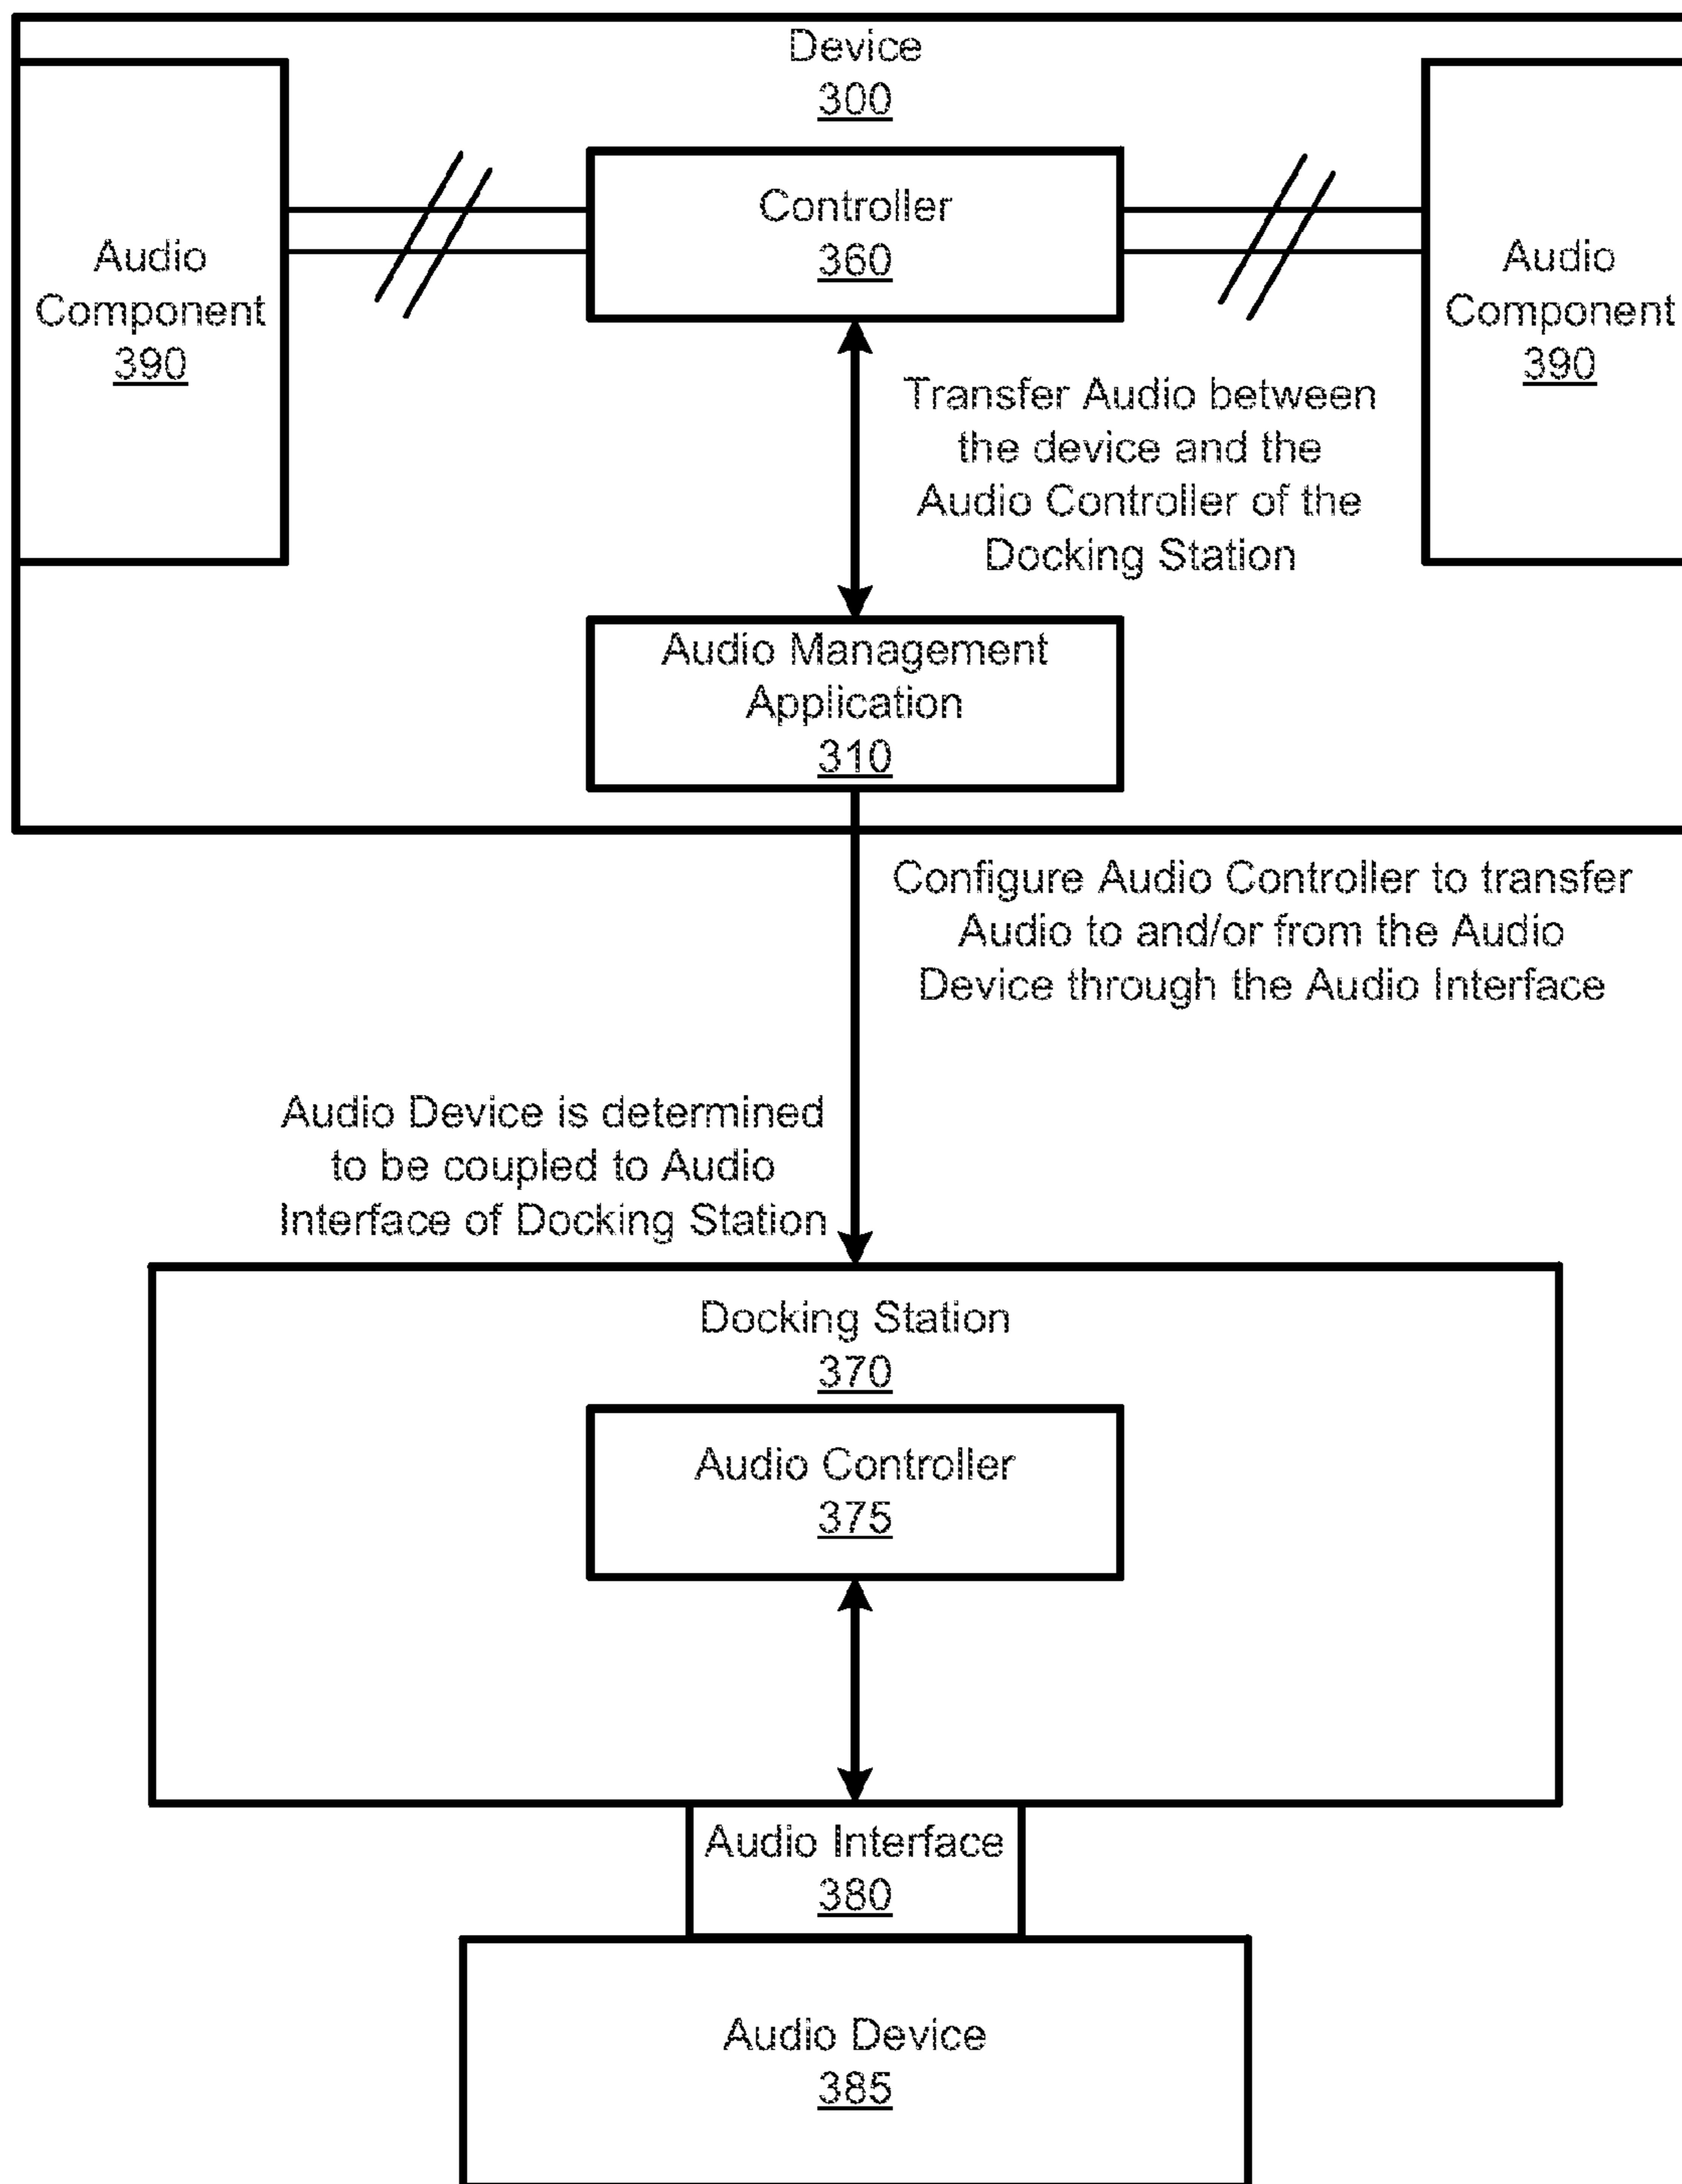 Device
300
Controller
360
Audio
Component
390
Audio
Component
390
Transfer Audio between
the device and the
Audio Controller of the
Docking Station
Audio Management
Application
310
Configure Audio Controller to transfer
Audio to and/or from the Audio
Device through the Audio Interface
Audio Device is determined
to be coupled to Audio
Interface of Docking Station
Docking Station
370
Audio Controller
375
Audio Interface
380
Audio Device
385